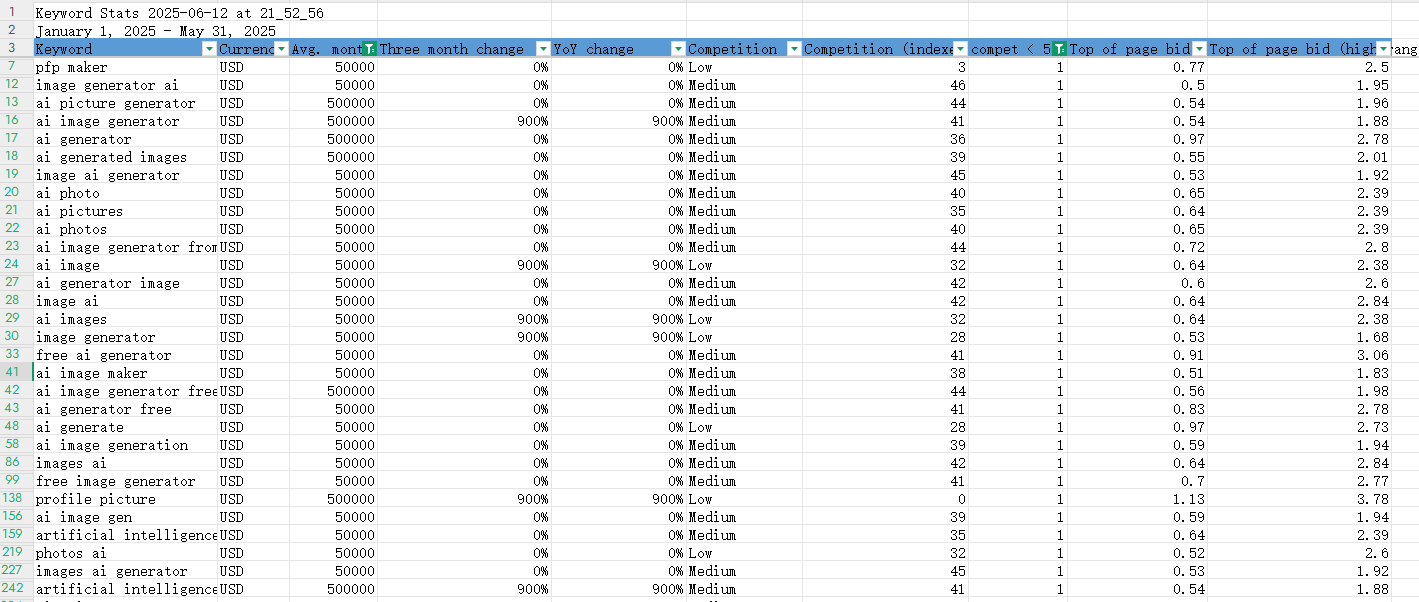 1 Keyword Stats 2025-06-12 at 21_52_56
2 January 1, 2025 - May 31, 2025
3 Keyword Currenc Avg. mont Three month change YoY change Competition Competition (indexe compet < 5 Top of page bid Top of page bid (high rang
7 pfp maker USD 50000 0% 0% Low 3 1 0.77 2.5
12 image generator ai USD 50000 0% 0% Medium 46 1 0.5 1.95
13 ai picture generator USD 500000 0% 0% Medium 44 1 0.54 1.96
16 ai image generator USD 500000 900% 900% Medium 41 1 0.54 1.88
17 ai generator USD 500000 0% 0% Medium 36 1 0.97 2.78
18 ai generated images USD 500000 0% 0% Medium 39 1 0.55 2.01
19 image ai generator USD 50000 0% 0% Medium 45 1 0.53 1.92
20 ai photo USD 50000 0% 0% Medium 40 1 0.65 2.39
21 ai pictures USD 50000 0% 0% Medium 35 1 0.64 2.39
22 ai photos USD 50000 0% 0% Medium 40 1 0.65 2.39
23 ai image generator from USD 50000 0% 0% Medium 44 1 0.72 2.8
24 ai image USD 50000 900% 900% Low 32 1 0.64 2.38
27 ai generator image USD 50000 0% 0% Medium 42 1 0.6 2.6
28 image ai USD 50000 0% 0% Medium 42 1 0.64 2.84
29 ai images USD 50000 900% 900% Low 32 1 0.64 2.38
30 image generator USD 50000 900% 900% Low 28 1 0.53 1.68
33 free ai generator USD 50000 0% 0% Medium 41 1 0.91 3.06
41 ai image maker USD 50000 0% 0% Medium 38 1 0.51 1.83
42 ai image generator free USD 500000 0% 0% Medium 44 1 0.56 1.98
43 ai generator free USD 50000 0% 0% Medium 41 1 0.83 2.78
48 ai generate USD 50000 0% 0% Low 28 1 0.97 2.73
58 ai image generation USD 50000 0% 0% Medium 39 1 0.59 1.94
86 images ai USD 50000 0% 0% Medium 42 1 0.64 2.84
99 free image generator USD 50000 0% 0% Medium 41 1 0.7 2.77
138 profile picture USD 500000 900% 900% Low 0 1 1.13 3.78
156 ai image gen USD 50000 0% 0% Medium 39 1 0.59 1.94
159 artificial intelligence USD 50000 0% 0% Medium 35 1 0.64 2.39
219 photos ai USD 50000 0% 0% Low 32 1 0.52 2.6
227 images ai generator USD 50000 0% 0% Medium 45 1 0.53 1.92
242 artificial intelligence USD 500000 900% 900% Medium 41 1 0.54 1.88